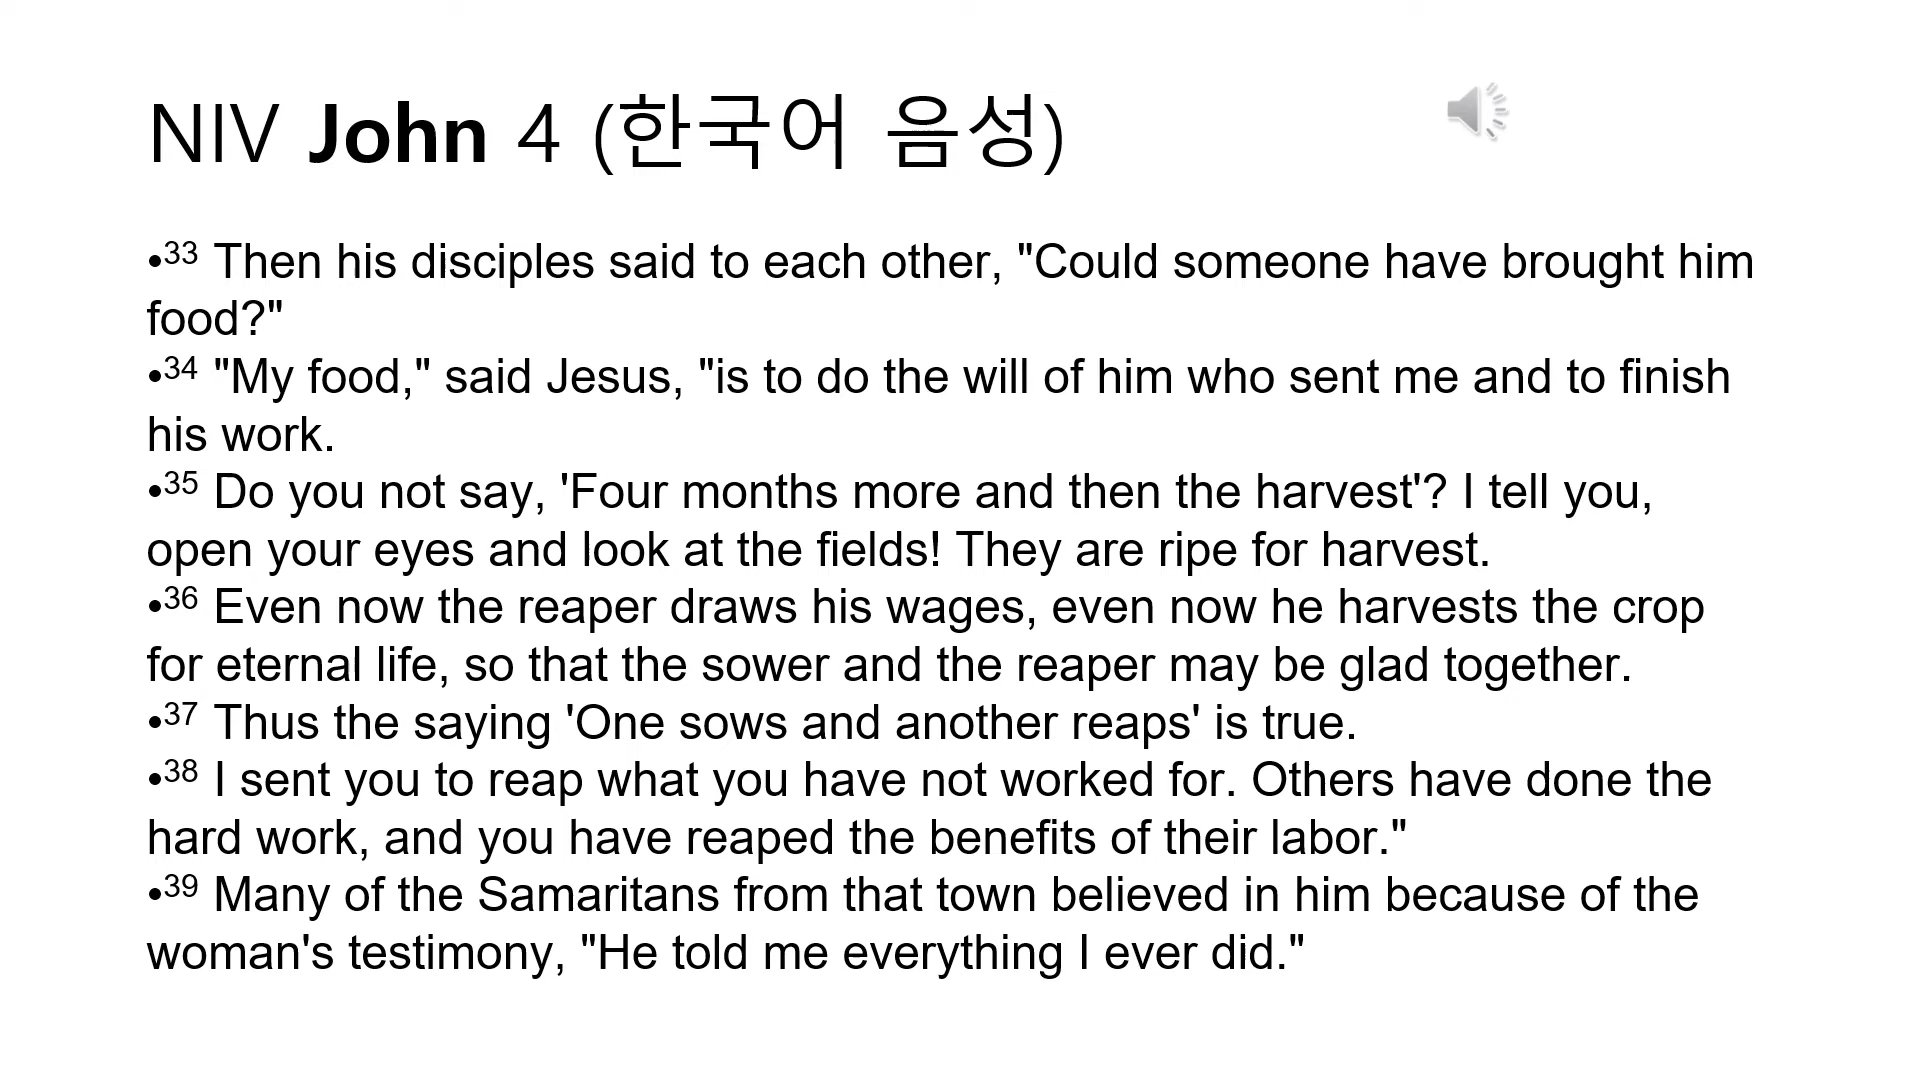 NIV John 4 (한국어 음성)
•33 Then his disciples said to each other, "Could someone have brought him
food?"
•34 "My food," said Jesus, "is to do the will of him who sent me and to finish
his work.
•35 Do you not say, 'Four months more and then the harvest'? I tell you,
open your eyes and look at the fields! They are ripe for harvest.
•36 Even now the reaper draws his wages, even now he harvests the crop
for eternal life, so that the sower and the reaper may be glad together.
•37 Thus the saying 'One sows and another reaps' is true.
•38 I sent you to reap what you have not worked for. Others have done the
hard work, and you have reaped the benefits of their labor."
•39 Many of the Samaritans from that town believed in him because of the
woman's testimony, "He told me everything I ever did."